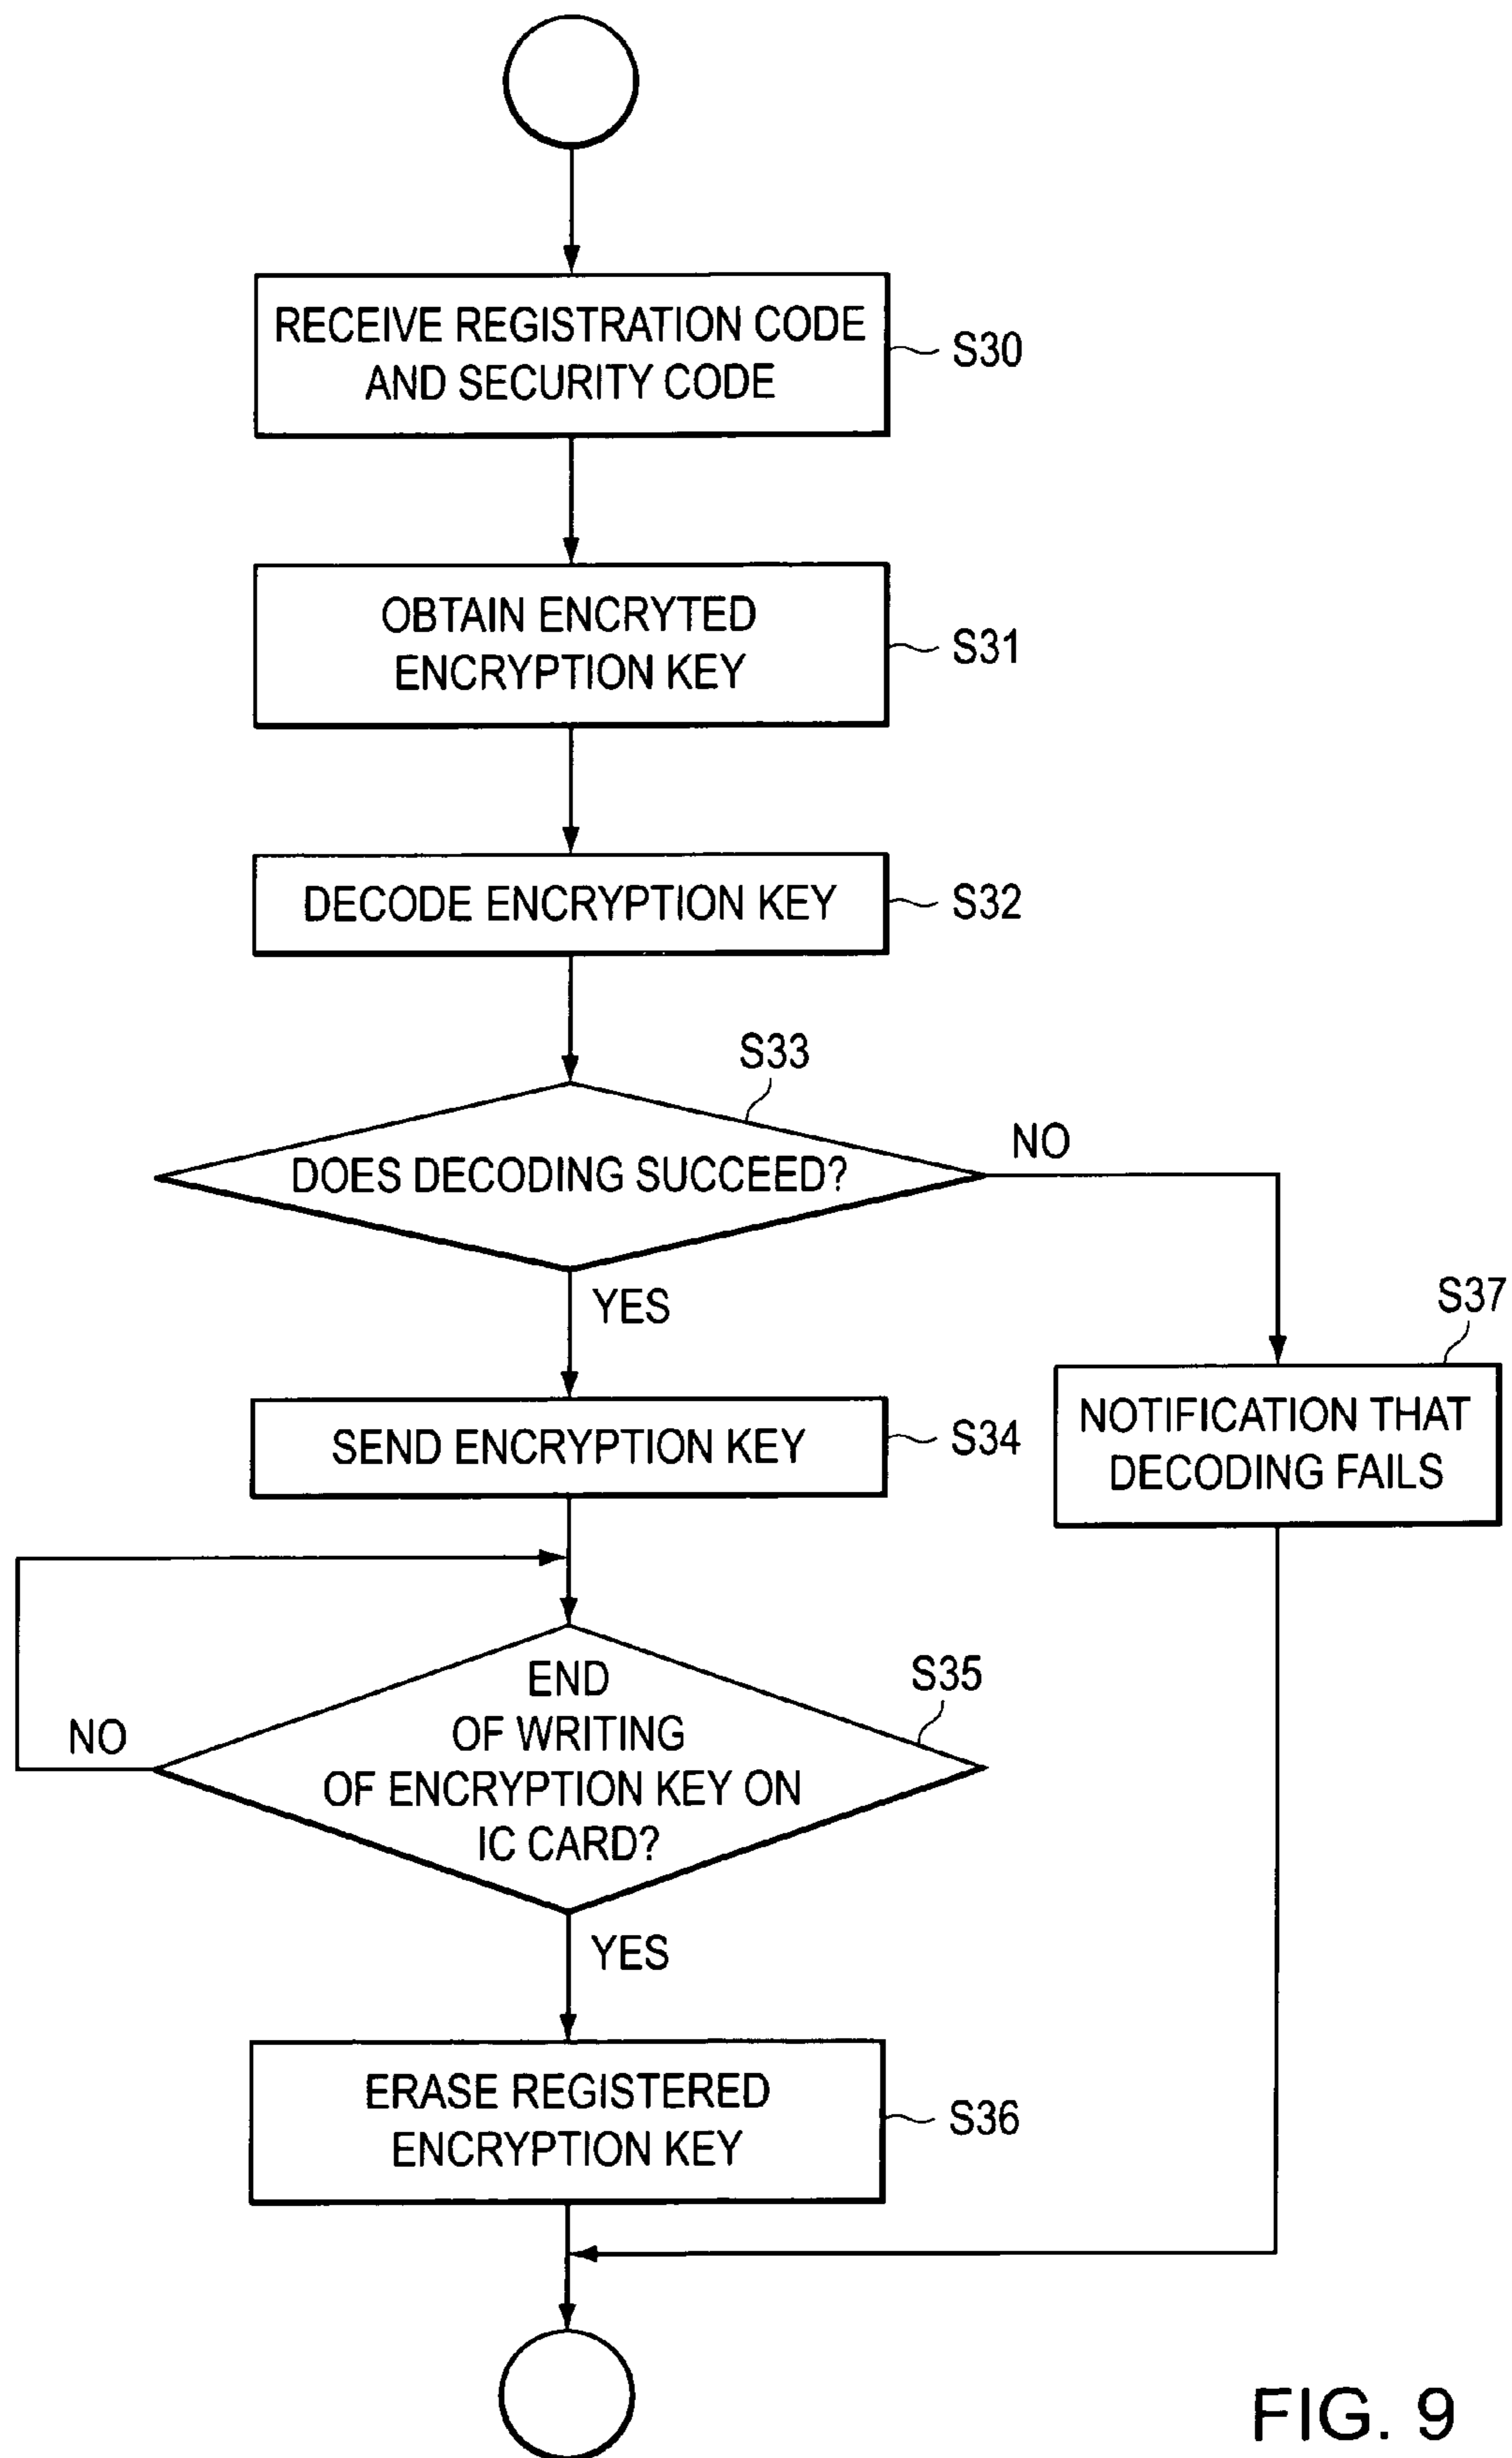 RECEIVE REGISTRATION CODE
AND SECURITY CODE
S30
OBTAIN ENCRYTED
ENCRYPTION KEY
S31
DECODE ENCRYPTION KEY
S32
S33
DOES DECODING SUCCEED?
NO
YES
S37
NOTIFICATION THAT
DECODING FAILS
SEND ENCRYPTION KEY
S34
END
OF WRITING
OF ENCRYPTION KEY ON
IC CARD?
S35
NO
YES
ERASE REGISTERED
ENCRYPTION KEY
S36
FIG. 9